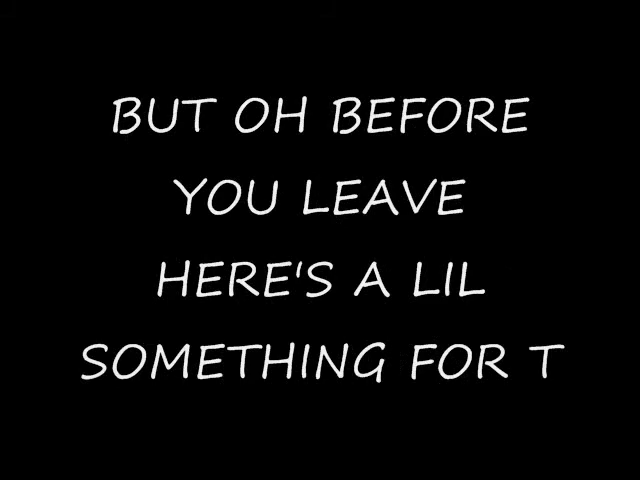 BUT OH BEFORE
YOU LEAVE
HERE'S A LIL
SOMETHING FOR T